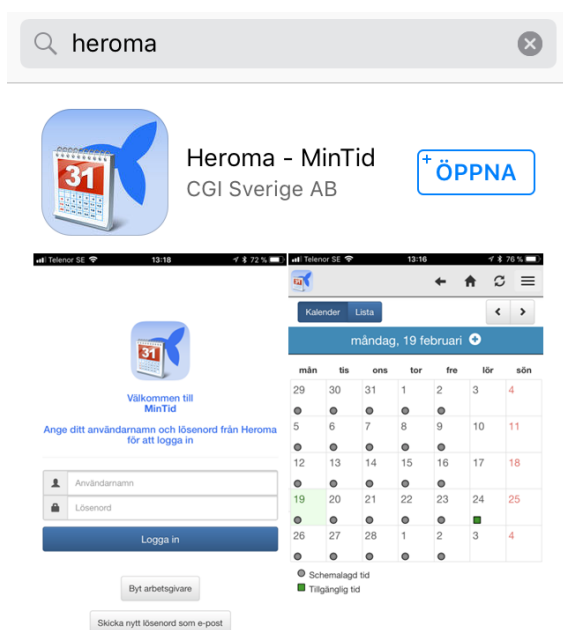 heroma
31
Heroma - MinTid
CGI Sverige AB
+ ÖPPNA
Telenor SE 13:18 72 %
31
Välkommen till
MinTid
Ange ditt användarnamn och lösenord från Heroma
för att logga in
Användarnamn
Lösenord
Logga in
Byt arbetsgivare
Skicka nytt lösenord som e-post
Telenor SE 13:16 76 %
31
Kalender Lista
måndag, 19 februari
mån tis ons tor fre lör sön
29 30 31 1 2 3 4
5 6 7 8 9 10 11
12 13 14 15 16 17 18
19 20 21 22 23 24 25
26 27 28 1 2 3 4
Schemalagd tid
Tillgänglig tid